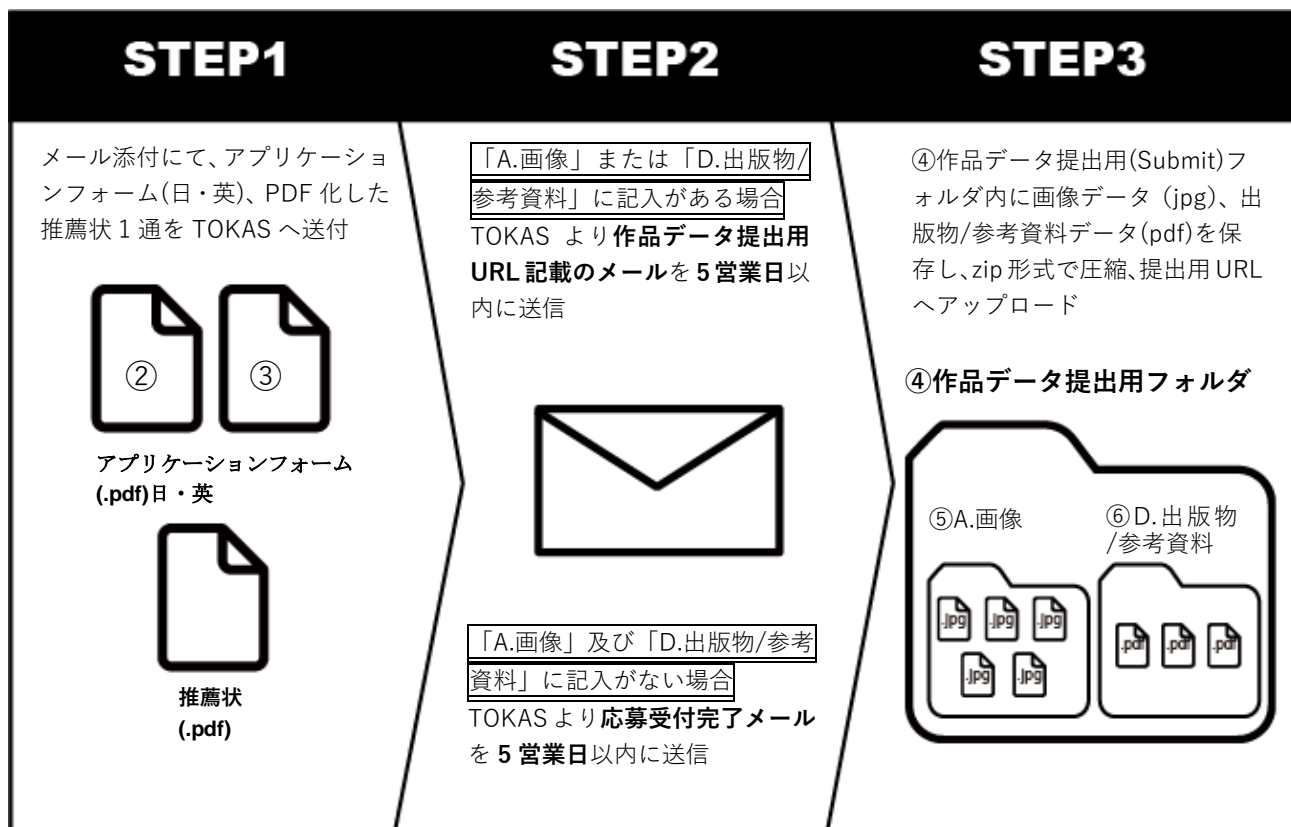 STEP1
メール添付にて、アプリケーショ
ンフォーム(日・英)、PDF 化した
推薦状 1 通を TOKAS へ送付
② ③
アプリケーションフォーム
(.pdf)日・英
推薦状
(.pdf)
STEP2
「A.画像」または「D.出版物/
参考資料」に記入がある場合
TOKAS より作品データ提出用
URL 記載のメールを 5 営業日以
内に送信
「A.画像」及び「D.出版物/参考
資料」に記入がない場合
TOKAS より応募受付完了メール
を 5 営業日以内に送信
STEP3
④作品データ提出用(Submit)フ
ォルダ内に画像データ (jpg)、出
版物/参考資料データ(pdf)を保
存し、zip 形式で圧縮、提出用 URL
へアップロード
④作品データ提出用フォルダ
⑤A.画像
.jpg .jpg .jpg
.jpg .jpg
⑥D.出版物
/参考資料
.pdf .pdf .pdf